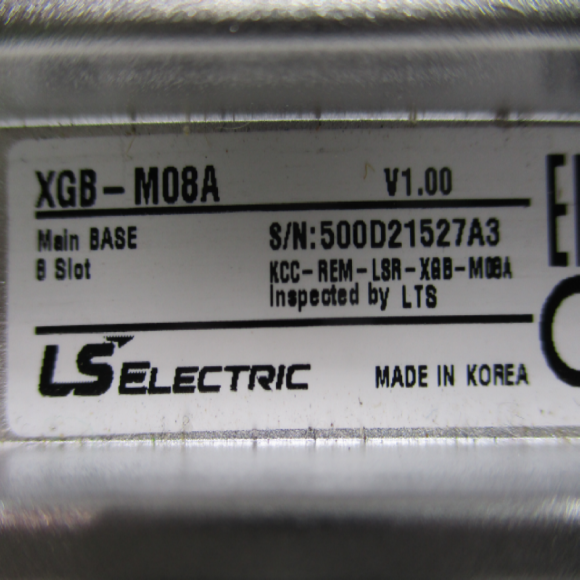 XGB-M08A V1.00
Main BASE S/N:500D21527A3
8 Slot KCC-REM-LSR-XGB-M08A
Inspected by LTS
LS ELECTRIC MADE IN KOREA